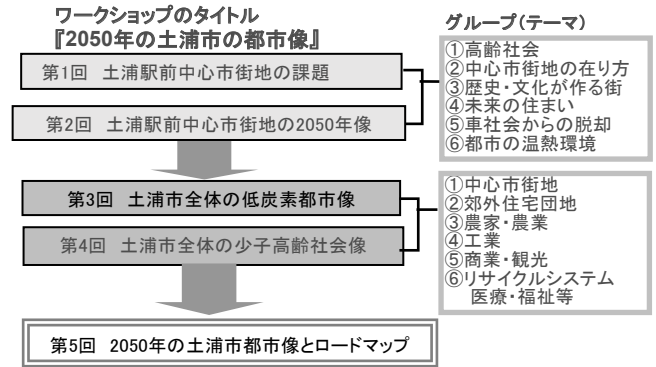 ワークショップのタイトル
『2050年の土浦市の都市像』
第1回 土浦駅前中心市街地の課題
第2回 土浦駅前中心市街地の2050年像
第3回 土浦市全体の低炭素都市像
第4回 土浦市全体の少子高齢社会像
第5回 2050年の土浦市都市像とロードマップ
グループ(テーマ)
①高齢社会
②中心市街地の在り方
③歴史・文化が作る街
④未来の住まい
⑤車社会からの脱却
⑥都市の温熱環境
①中心市街地
②郊外住宅団地
③農家・農業
④工業
⑤商業・観光
⑥リサイクルシステム
医療・福祉等